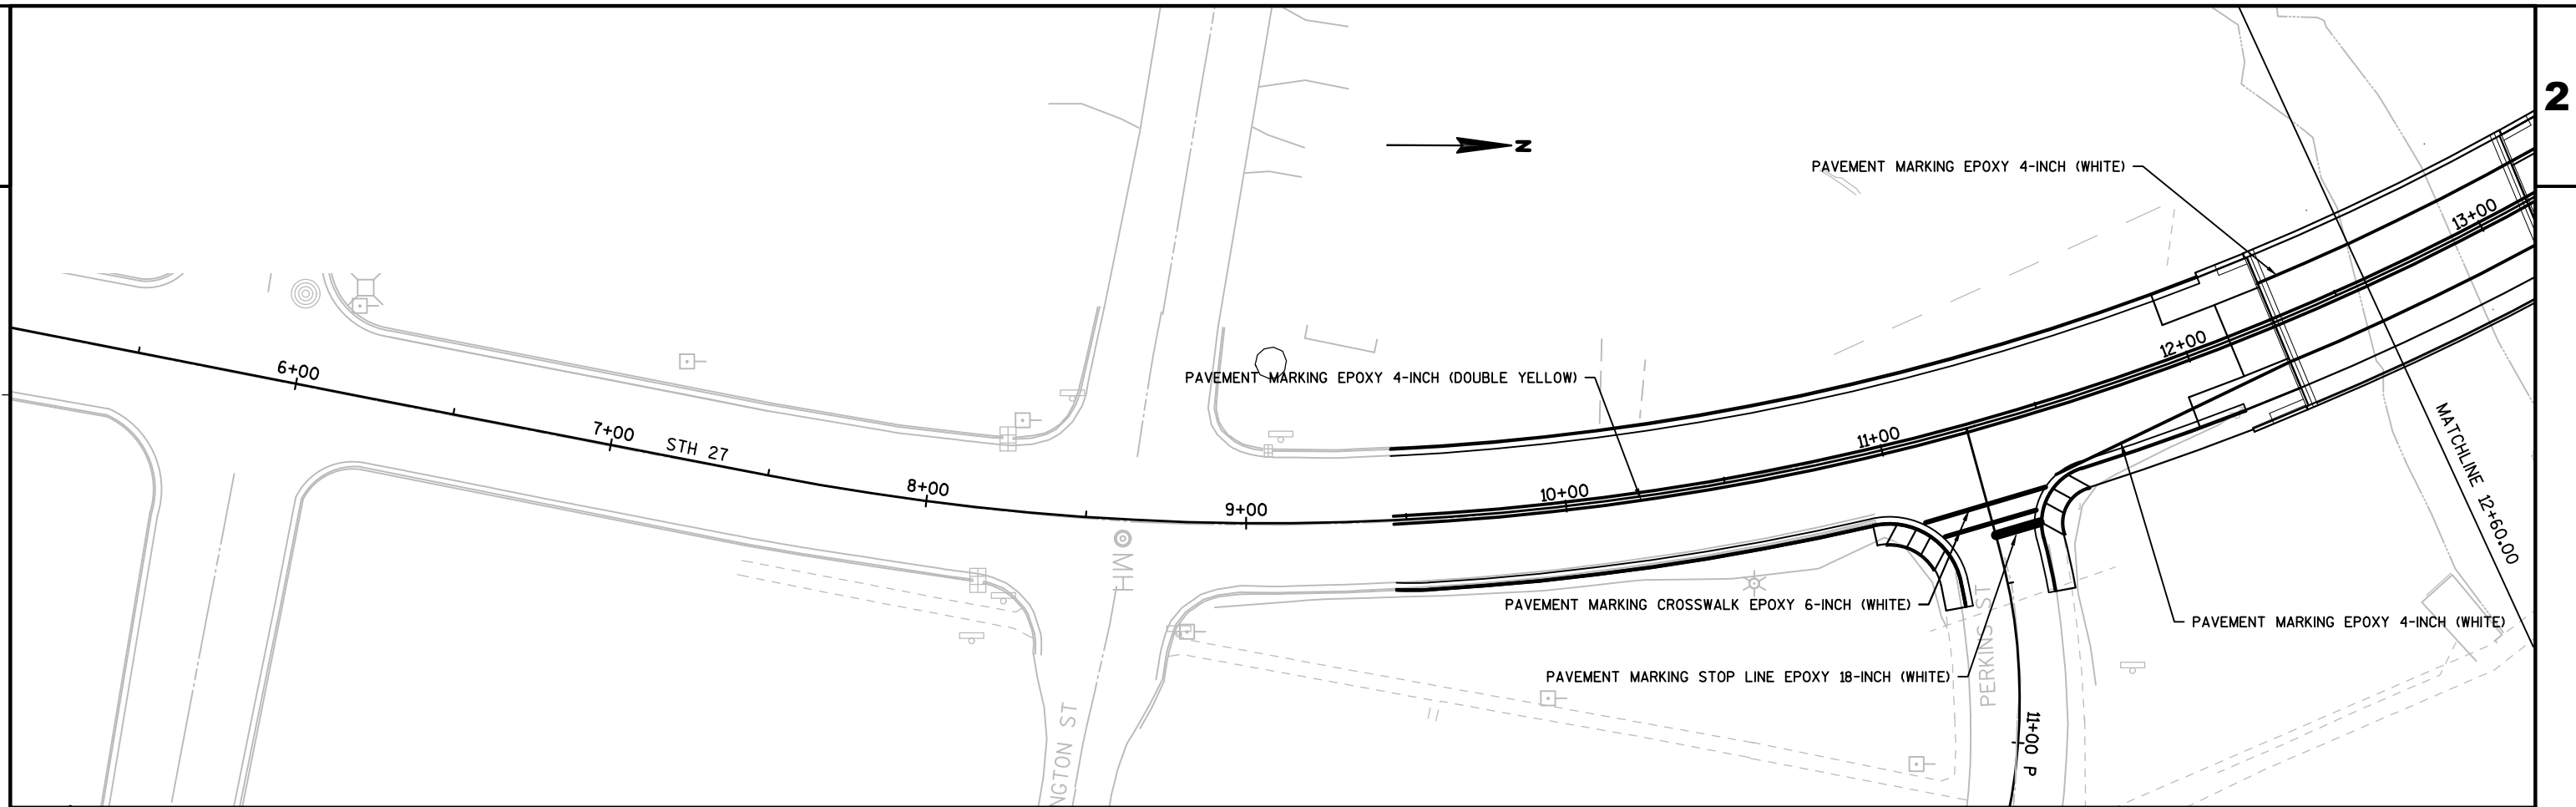 2
N
PAVEMENT MARKING EPOXY 4-INCH (WHITE)
13+00
12+00
6+00
PAVEMENT MARKING EPOXY 4-INCH (DOUBLE YELLOW)
7+00
STH 27
11+00
8+00
10+00
9+00
MATCHLINE 12+60.00
MH
PAVEMENT MARKING CROSSWALK EPOXY 6-INCH (WHITE)
PAVEMENT MARKING EPOXY 4-INCH (WHITE)
PERKINS ST
PAVEMENT MARKING STOP LINE EPOXY 18-INCH (WHITE)
NGTON ST
11+00 P